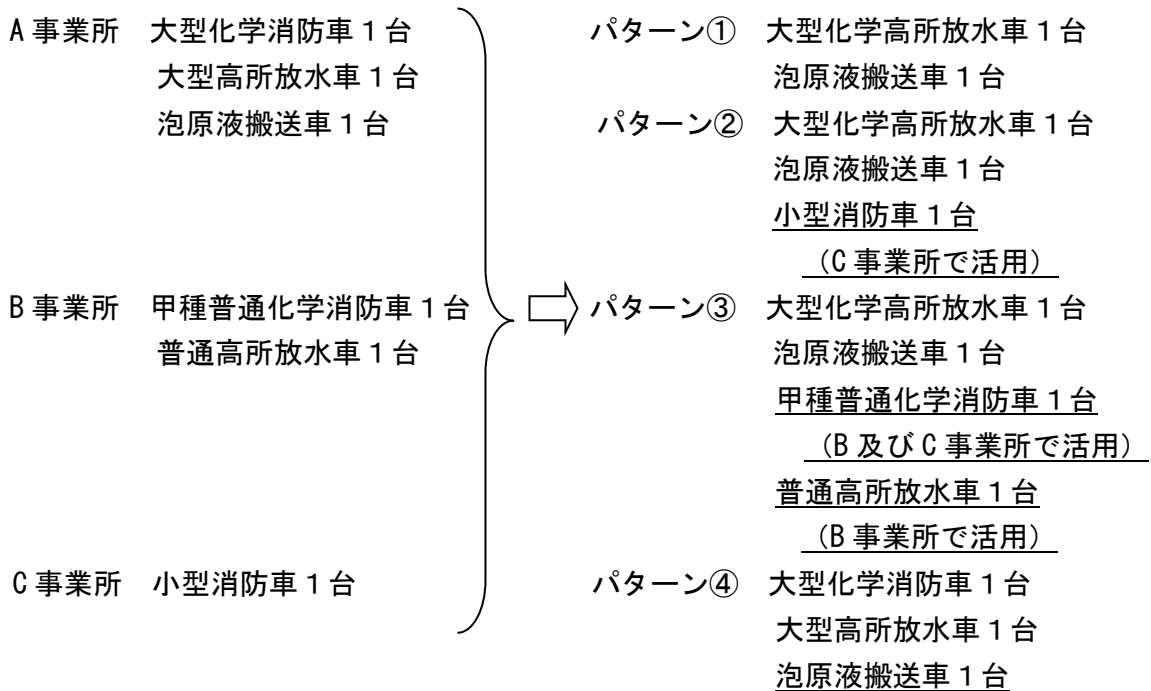 A事業所 大型化学消防車1台
大型高所放水車1台
泡原液搬送車1台
B事業所 甲種普通化学消防車1台
普通高所放水車1台
C事業所 小型消防車1台
パターン① 大型化学高所放水車1台
泡原液搬送車1台
パターン② 大型化学高所放水車1台
泡原液搬送車1台
小型消防車1台
(C事業所で活用)
パターン③ 大型化学高所放水車1台
泡原液搬送車1台
甲種普通化学消防車1台
(B及びC事業所で活用)
普通高所放水車1台
(B事業所で活用)
パターン④ 大型化学消防車1台
大型高所放水車1台
泡原液搬送車1台